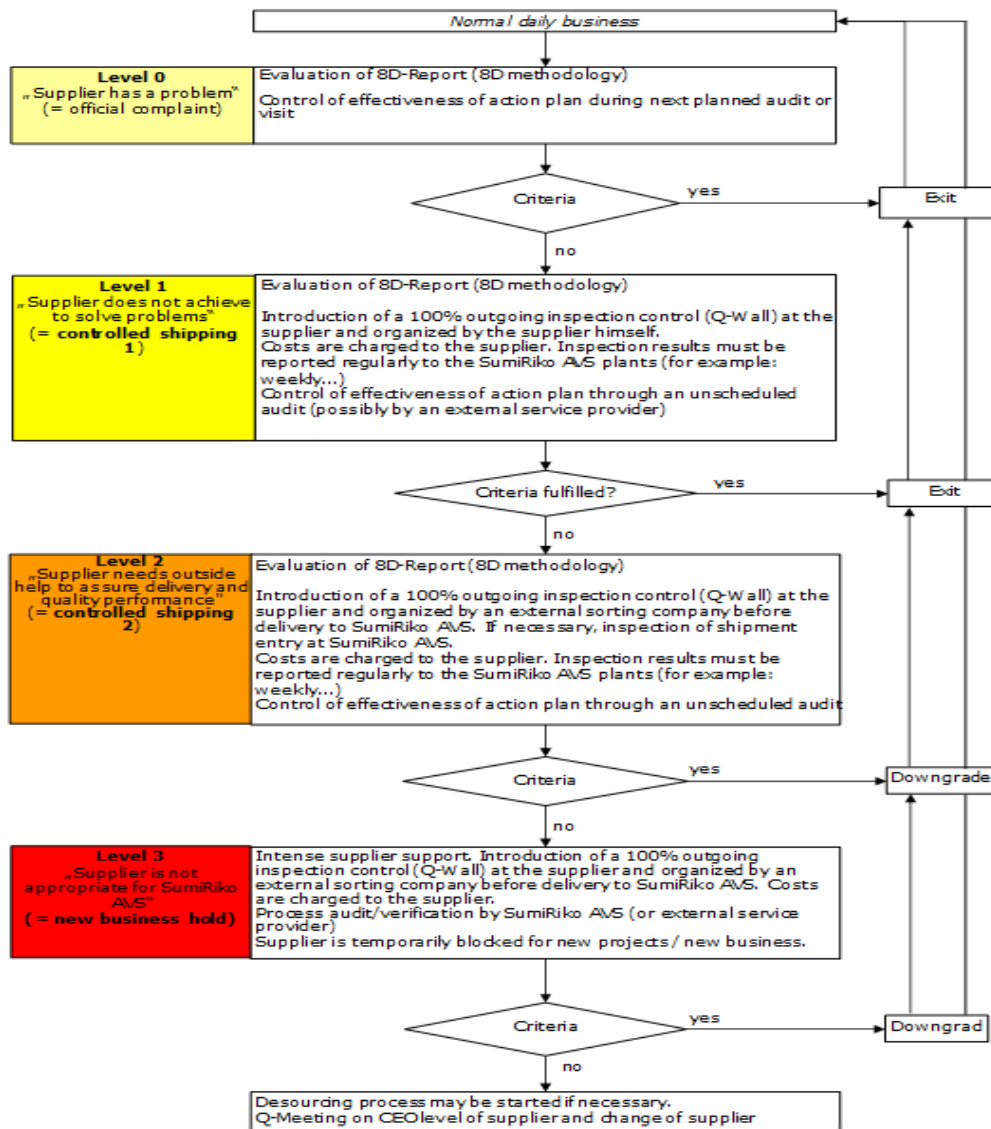 Normal daily business
Level 0
„Supplier has a problem“
(= official complaint)
Evaluation of 8D-Report (8D methodology)
Control of effectiveness of action plan during next planned audit or
visit
Criteria
yes
Exit
no
Level 1
„Supplier does not achieve
to solve problems“
(= controlled shipping
1)
Evaluation of 8D-Report (8D methodology)
Introduction of a 100% outgoing inspection control (Q-Wall) at the
supplier and organized by the supplier himself.
Costs are charged to the supplier. Inspection results must be
reported regularly to the SumiRiko AVS plants (for example:
weekly...)
Control of effectiveness of action plan through an unscheduled
audit (possibly by an external service provider)
Criteria fulfilled?
yes
Exit
no
Level 2
„Supplier needs outside
help to assure delivery and
quality performance"
(= controlled shipping
2)
Evaluation of 8D-Report (8D methodology)
Introduction of a 100% outgoing inspection control (Q-Wall) at the
supplier and organized by an external sorting company before
delivery to SumiRiko AVS. If necessary, inspection of shipment
entry at SumiRiko AVS.
Costs are charged to the supplier. Inspection results must be
reported regularly to the SumiRiko AVS plants (for example:
weekly...)
Control of effectiveness of action plan through an unscheduled audit
Criteria
yes
Downgrade
no
Level 3
„Supplier is not
appropriate for SumiRiko
AVS"
(= new business hold)
Intense supplier support. Introduction of a 100% outgoing
inspection control (Q-Wall) at the supplier and organized by an
external sorting company before delivery to SumiRiko AVS. Costs
are charged to the supplier.
Process audit/verification by SumiRiko AVS (or external service
provider)
Supplier is temporarily blocked for new projects / new business.
Criteria
yes
Downgrad
no
Desourcing process may be started if necessary.
Q-Meeting on CEO level of supplier and change of supplier